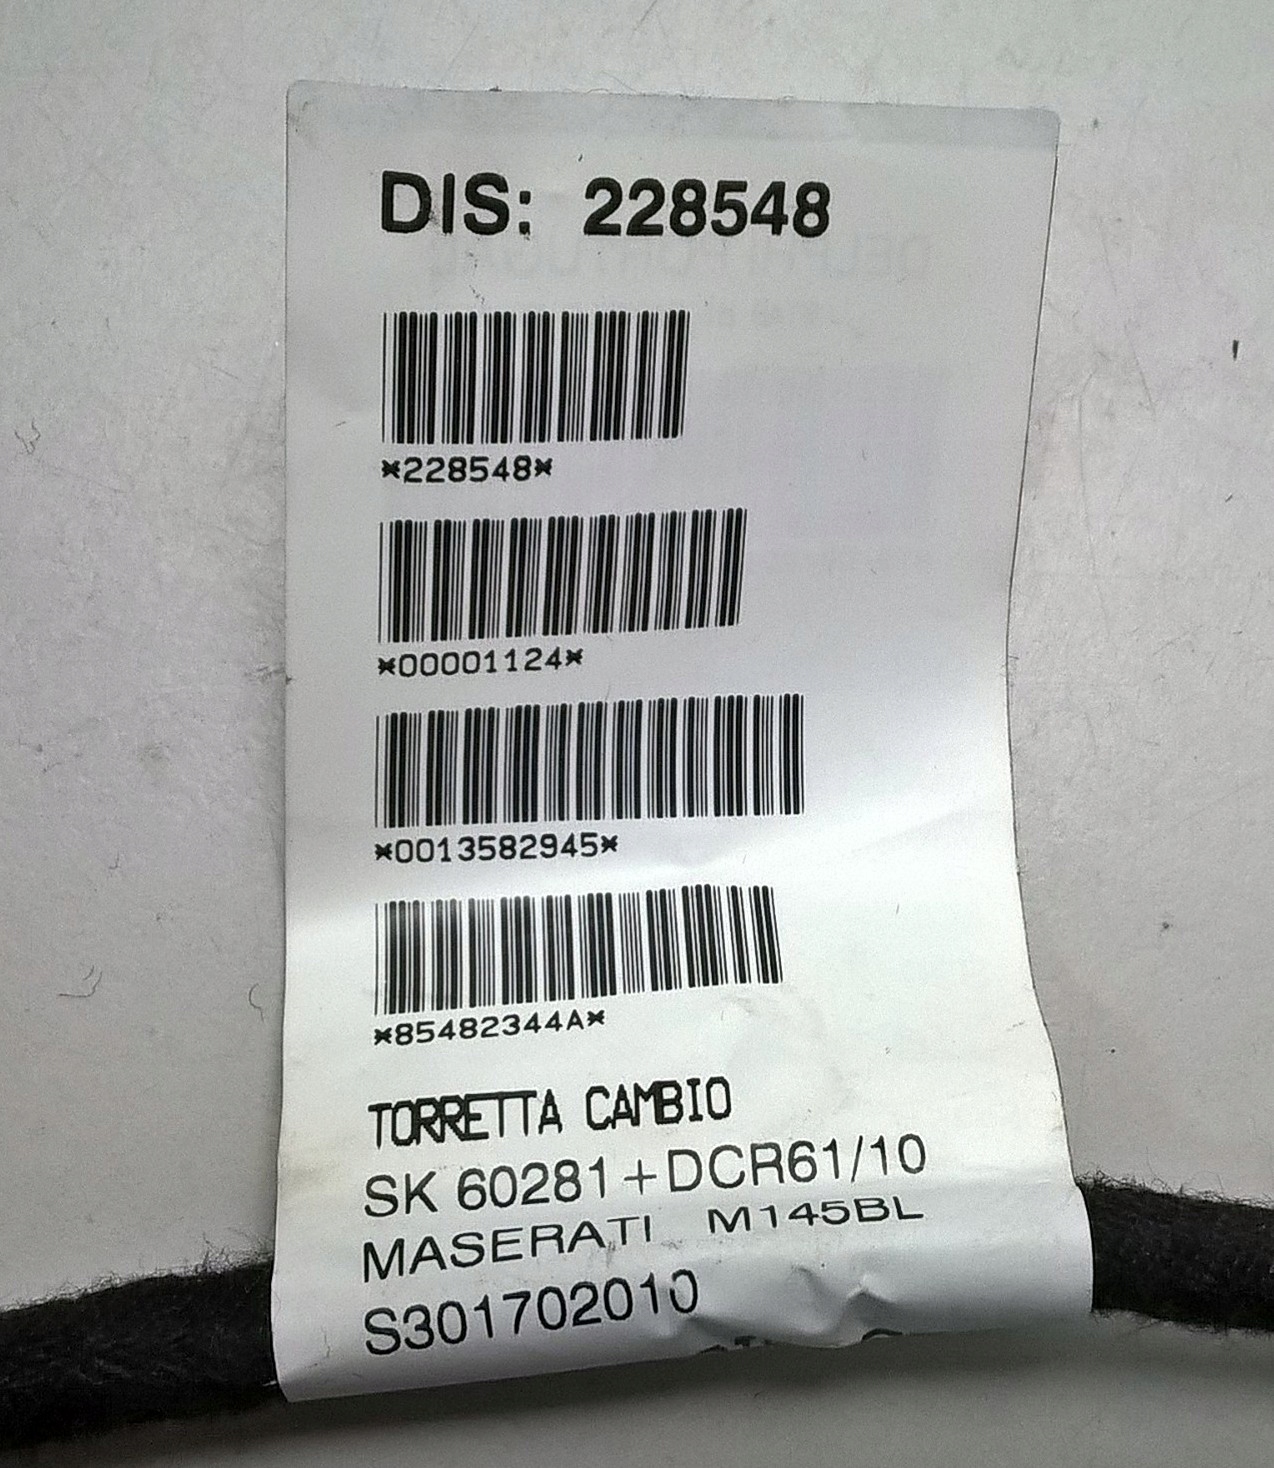 DIS: 228548
*228548*
*00001124*
*0013582945*
*85482344A*
TORRETTA CAMBIO
SK 60281+DCR61/10
MASERATI M145BL
S301702010